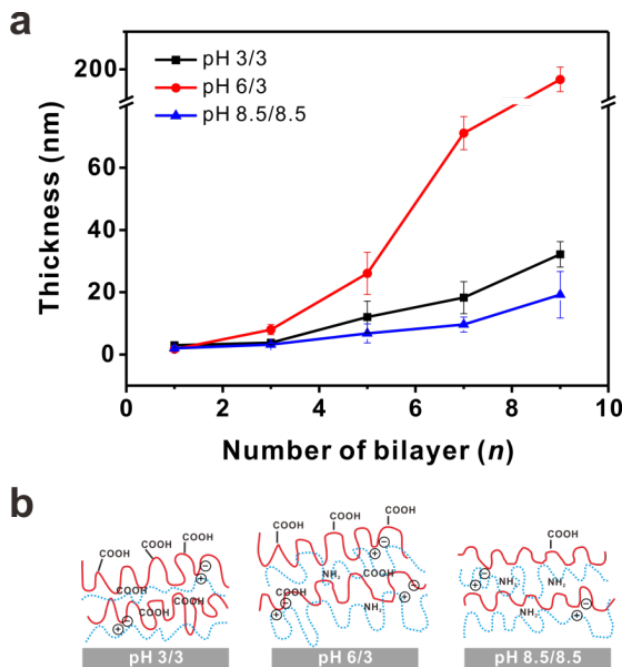 a
pH 3/3
pH 6/3
pH 8.5/8.5
Thickness (nm)
200
60
40
20
0
0 2 4 6 8 10
Number of bilayer (n)
b
COOH COOH COOH COOH COOH COOH
COOH COOH COOH NH2 COOH COOH NH2
COOH NH2 NH2 NH2
pH 3/3
pH 6/3
pH 8.5/8.5